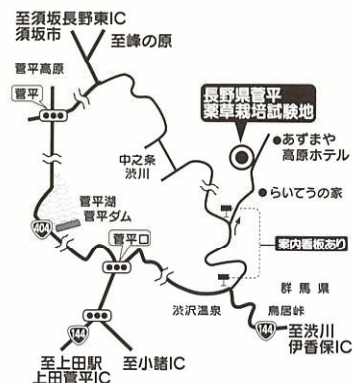 至須坂長野東IC
須坂市
至峰の原
菅平高原
菅平
長野県菅平
薬草栽培試験地
あずまや
高原ホテル
中之条
渋川
らいてうの家
菅平湖
菅平ダム
404
菅平口
案内看板あり
群馬県
渋沢温泉
鳥居峠
144
至渋川
伊香保IC
144
至上田駅
上田菅平IC
至小諸IC